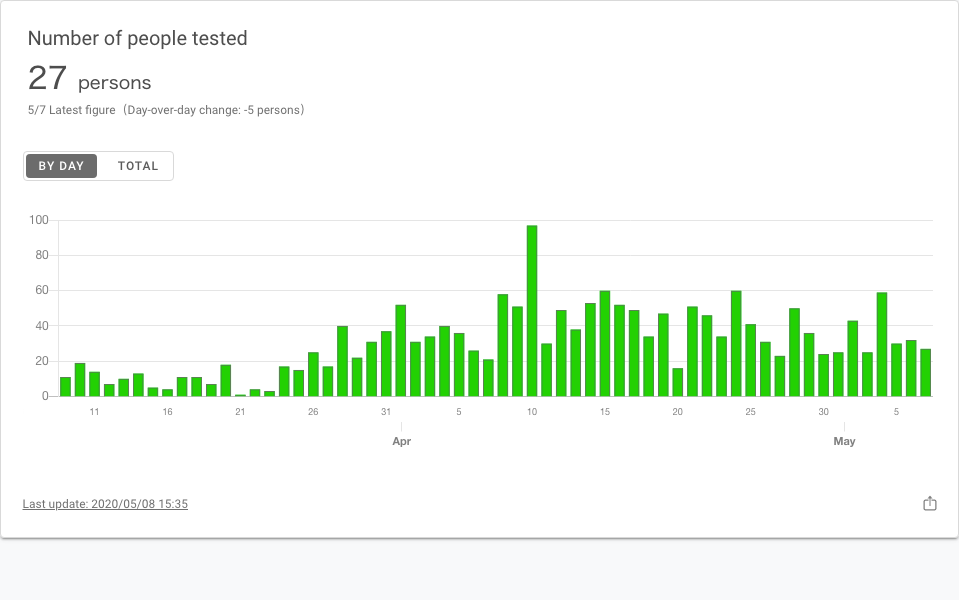 Number of people tested
27 persons
5/7 Latest figure（Day-over-day change: -5 persons）
BY DAY TOTAL
100
80
60
40
20
0
11 16 21 26 31 5 10 15 20 25 30 5
Apr May
Last update: 2020/05/08 15:35